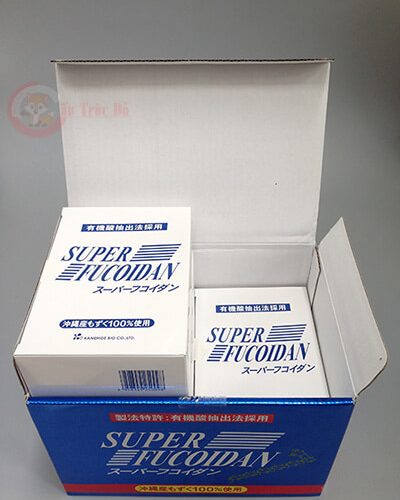 ấu Trúc Đỏ
有機酸抽出法採用
SUPER
FUCOIDAN
スーパーフコイダン
沖縄産もずく100%使用
KANEHIDE BIO CO.,LTD.
有機酸抽出法採用
SUPER
FUCOIDAN
スーパーフコイダン
製法特許:有機酸抽出法採用
SUPER
FUCOIDAN
スーパーフコイダン
沖縄産もずく100%使用